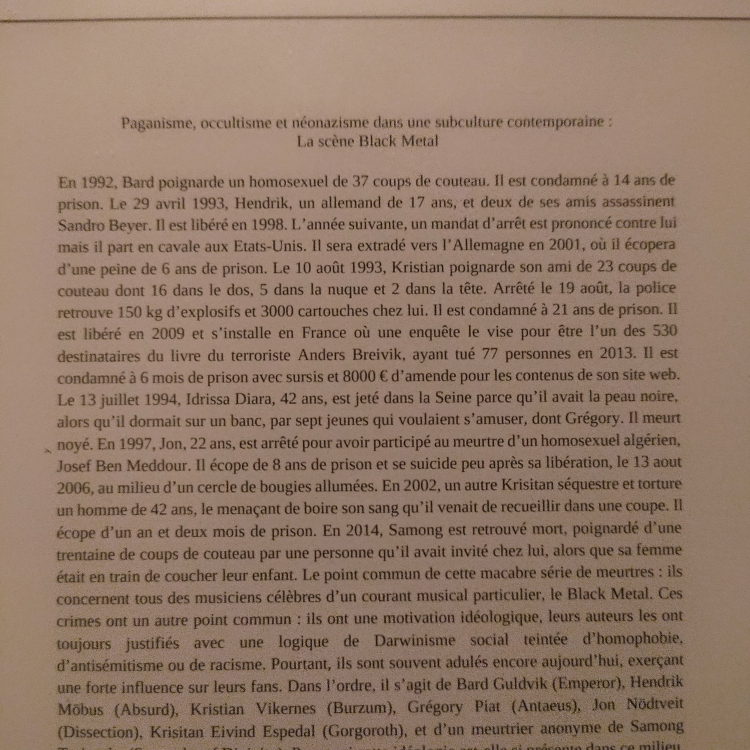 Paganisme, occultisme et néonazisme dans une subculture contemporaine :
La scène Black Metal
En 1992, Bard poignarde un homosexuel de 37 coups de couteau. Il est condamné à 14 ans de
prison. Le 29 avril 1993, Hendrik, un allemand de 17 ans, et deux de ses amis assassinent
Sandro Beyer. Il est libéré en 1998. L'année suivante, un mandat d'arrêt est prononcé contre lui
mais il part en cavale aux Etats-Unis. Il sera extradé vers l'Allemagne en 2001, où il écopera
d'une peine de 6 ans de prison. Le 10 août 1993, Kristian poignarde son ami de 23 coups de
couteau dont 16 dans le dos, 5 dans la nuque et 2 dans la tête. Arrêté le 19 août, la police
retrouve 150 kg d'explosifs et 3000 cartouches chez lui. Il est condamné à 21 ans de prison. Il
est libéré en 2009 et s'installe en France où une enquête le vise pour être l'un des 530
destinataires du livre du terroriste Anders Breivik, ayant tué 77 personnes en 2013. Il est
condamné à 6 mois de prison avec sursis et 8000 € d'amende pour les contenus de son site web.
Le 13 juillet 1994, Idrissa Diara, 42 ans, est jeté dans la Seine parce qu'il avait la peau noire,
alors qu'il dormait sur un banc, par sept jeunes qui voulaient s'amuser, dont Grégory. Il meurt
noyé. En 1997, Jon, 22 ans, est arrêté pour avoir participé au meurtre d'un homosexuel algérien,
Josef Ben Meddour. Il écope de 8 ans de prison et se suicide peu après sa libération, le 13 aout
2006, au milieu d'un cercle de bougies allumées. En 2002, un autre Krisitan séquestre et torture
un homme de 42 ans, le menaçant de boire son sang qu'il venait de recueillir dans une coupe. Il
écope d'un an et deux mois de prison. En 2014, Samong est retrouvé mort, poignardé d'une
trentaine de coups de couteau par une personne qu'il avait invité chez lui, alors que sa femme
était en train de coucher leur enfant. Le point commun de cette macabre série de meurtres : ils
concernent tous des musiciens célèbres d'un courant musical particulier, le Black Metal. Ces
crimes ont un autre point commun : ils ont une motivation idéologique, leurs auteurs les ont
toujours justifiés avec une logique de Darwinisme social teintée d'homophobie,
d'antisémitisme ou de racisme. Pourtant, ils sont souvent adulés encore aujourd'hui, exerçant
une forte influence sur leurs fans. Dans l'ordre, il s'agit de Bard Guldvik (Emperor), Hendrik
Möbus (Absurd), Kristian Vikernes (Burzum), Grégory Piat (Antaeus), Jon Nödtveit
(Dissection), Krisitan Eivind Espedal (Gorgoroth), et d'un meurtrier anonyme de Samong